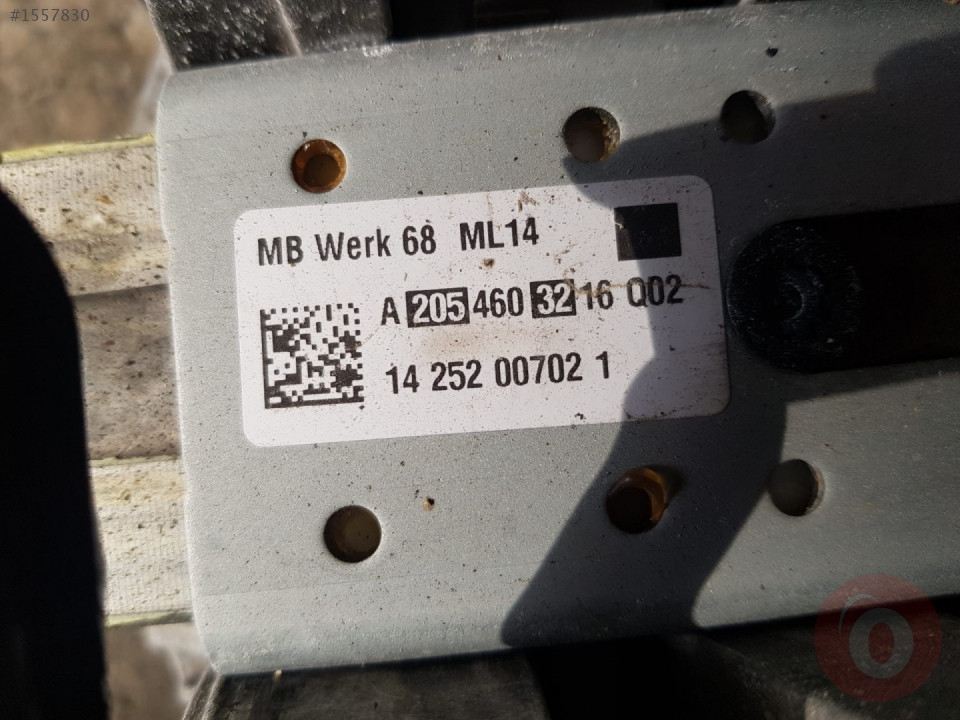 #1557830
MB Werk 68 ML14
A 205 460 32 16 Q02
14 252 00702 1